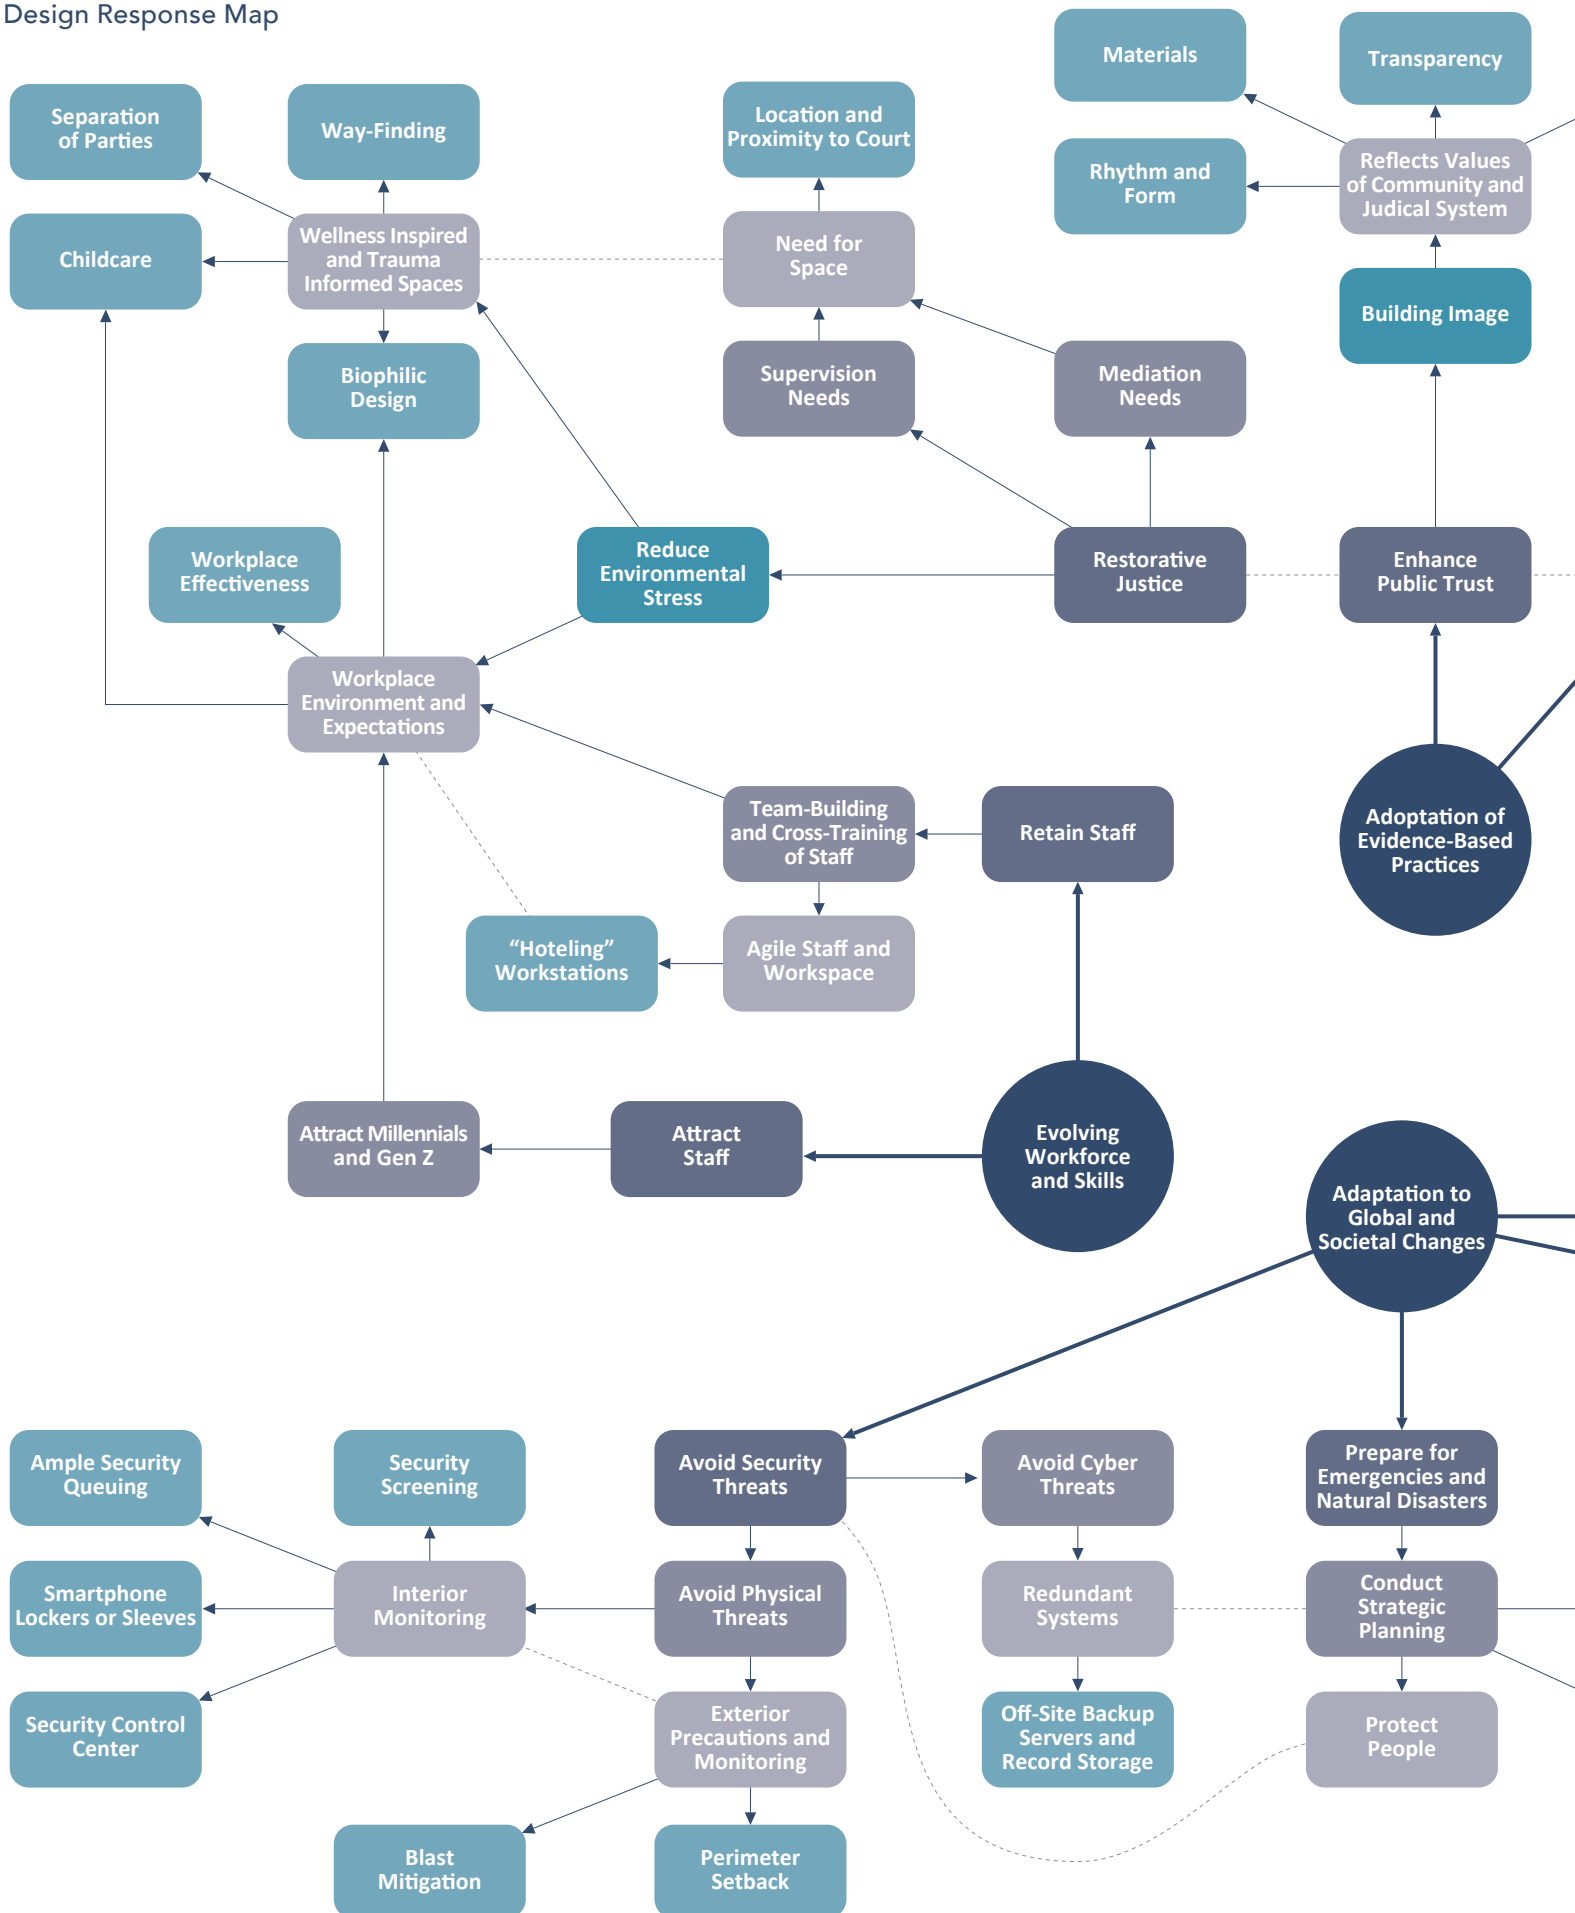 Design Response Map
Materials
Transparency
Separation
of Parties
Way-Finding
Location and
Proximity to Court
Rhythm and
Form
Reflects Values
of Community and
Judical System
Childcare
Wellness Inspired
and Trauma
Informed Spaces
Need for
Space
Building Image
Biophilic
Design
Supervision
Needs
Mediation
Needs
Workplace
Effectiveness
Reduce
Environmental
Stress
Restorative
Justice
Enhance
Public Trust
Workplace
Environment and
Expectations
Team-Building
and Cross-Training
of Staff
Retain Staff
Adoptation of
Evidence-Based
Practices
“Hoteling”
Workstations
Agile Staff and
Workspace
Attract Millennials
and Gen Z
Attract
Staff
Evolving
Workforce
and Skills
Adaptation to
Global and
Societal Changes
Ample Security
Queuing
Security
Screening
Avoid Security
Threats
Avoid Cyber
Threats
Prepare for
Emergencies and
Natural Disasters
Smartphone
Lockers or Sleeves
Interior
Monitoring
Avoid Physical
Threats
Redundant
Systems
Conduct
Strategic
Planning
Security Control
Center
Exterior
Precautions and
Monitoring
Off-Site Backup
Servers and
Record Storage
Protect
People
Blast
Mitigation
Perimeter
Setback